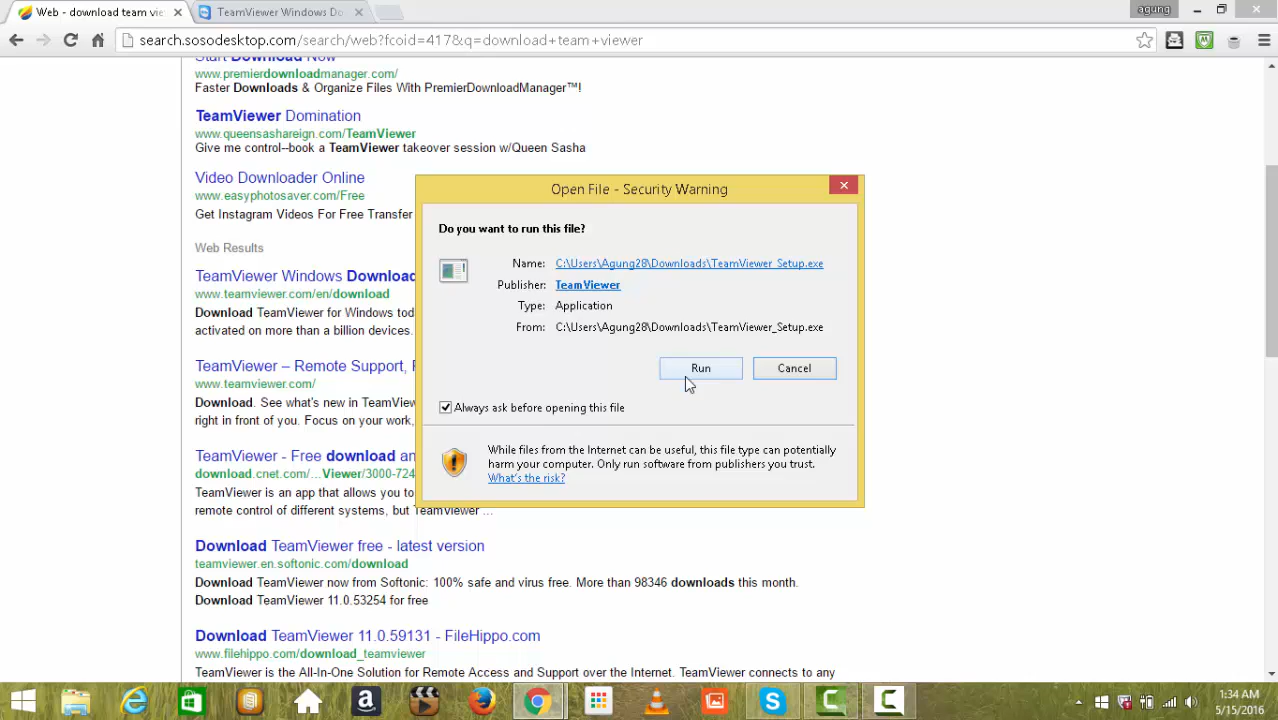 Web - download team vie
TeamViewer Windows Do
agung
search.sosodesktop.com/search/web?fcoid=417&q=download+team+viewer
Start Download Now
www.premierdownloadmanager.com/
Faster Downloads & Organize Files With PremierDownloadManager™!
TeamViewer Domination
www.queensashareign.com/TeamViewer
Give me control--book a TeamViewer takeover session w/Queen Sasha
Video Downloader Online
www.easyphotosaver.com/Free
Get Instagram Videos For Free Transfer
Web Results
TeamViewer Windows Download
www.teamviewer.com/en/download
Download TeamViewer for Windows tod
activated on more than a billion devices.
TeamViewer – Remote Support,
www.teamviewer.com/
Download. See what's new in TeamView
right in front of you. Focus on your work,
TeamViewer - Free download an
download.cnet.com/...Viewer/3000-724
TeamViewer is an app that allows you to
remote control of different systems, but TeamViewer ...
Download TeamViewer free - latest version
teamviewer.en.softonic.com/download
Download TeamViewer now from Softonic: 100% safe and virus free. More than 98346 downloads this month.
Download TeamViewer 11.0.53254 for free
Download TeamViewer 11.0.59131 - FileHippo.com
www.filehippo.com/download_teamviewer
TeamViewer is the All-In-One Solution for Remote Access and Support over the Internet. TeamViewer connects to any
Open File - Security Warning
Do you want to run this file?
Name: C:\Users\Agung28\Downloads\TeamViewer_Setup.exe
Publisher: TeamViewer
Type: Application
From: C:\Users\Agung28\Downloads\TeamViewer_Setup.exe
Run
Cancel
Always ask before opening this file
While files from the Internet can be useful, this file type can potentially
harm your computer. Only run software from publishers you trust.
What's the risk?
1:34 AM
5/15/2016